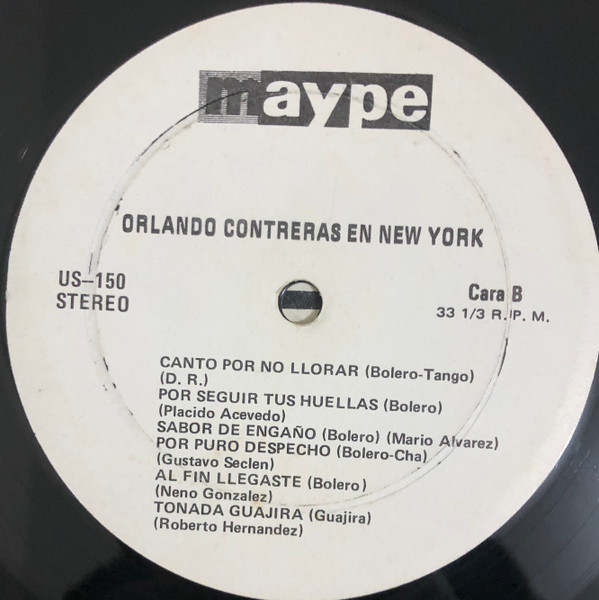 maype
ORLANDO CONTRERAS EN NEW YORK
US-150
STEREO
Cara B
33 1/3 R.P.M.
CANTO POR NO LLORAR (Bolero-Tango)
(D. R.)
POR SEGUIR TUS HUELLAS (Bolero)
(Placido Acevedo)
SABOR DE ENGAÑO (Bolero) (Mario Alvarez)
POR PURO DESPECHO (Bolero-Cha)
(Gustavo Seclen)
AL FIN LLEGASTE (Bolero)
(Neno Gonzalez)
TONADA GUAJIRA (Guajira)
(Roberto Hernandez)